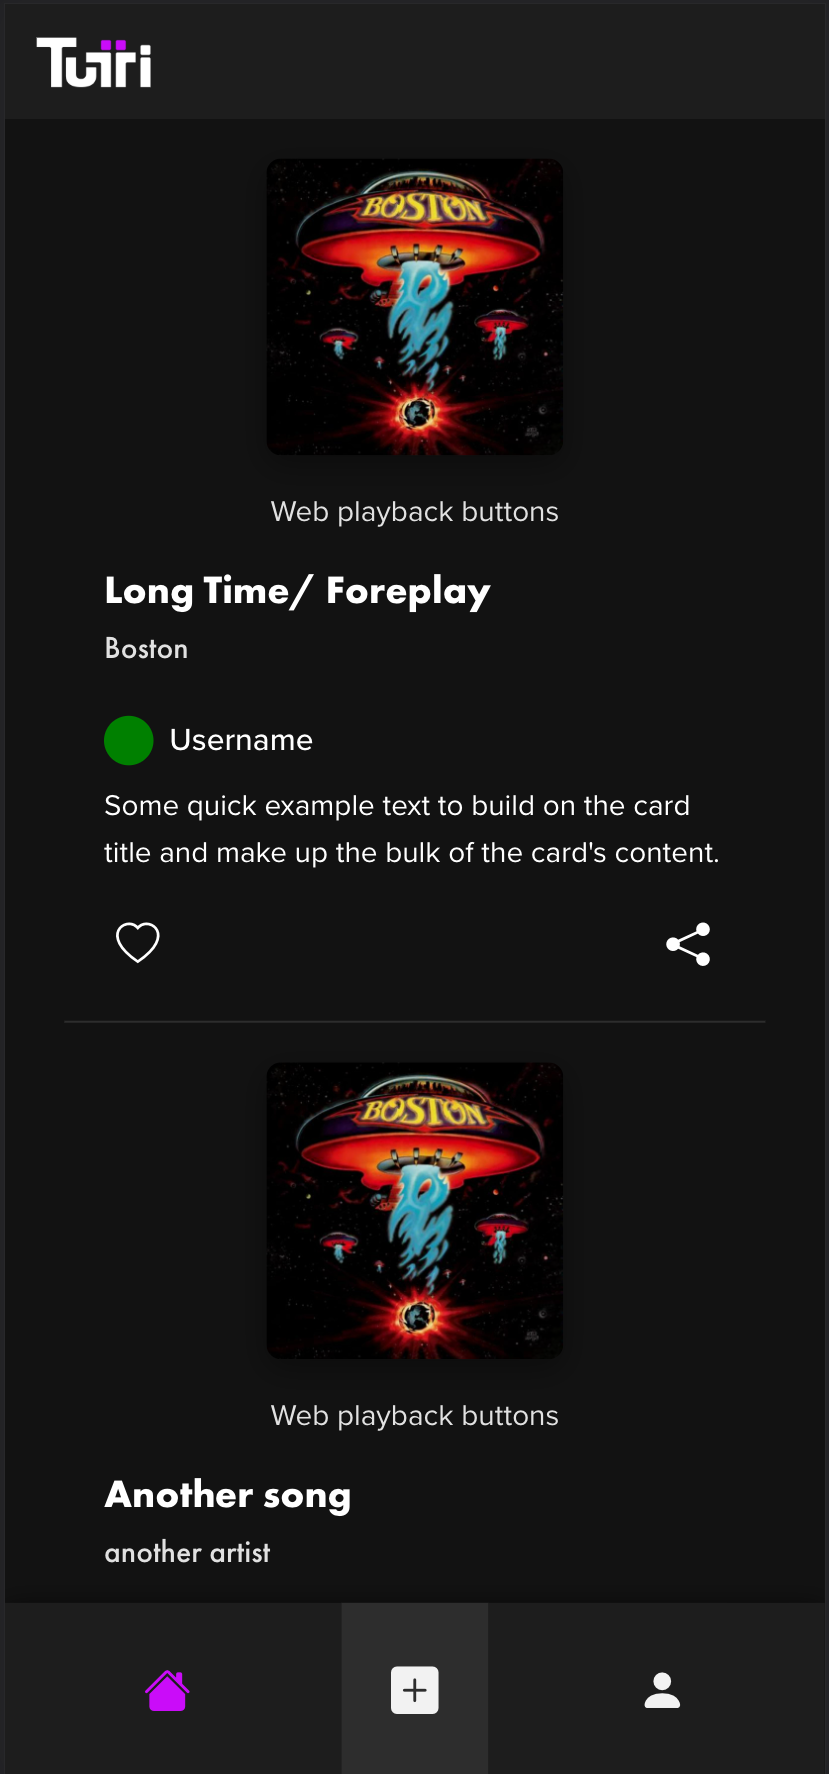 Tutti
BOSTON
Web playback buttons
Long Time/ Foreplay
Boston
Username
Some quick example text to build on the card
title and make up the bulk of the card's content.
BOSTON
Web playback buttons
Another song
another artist